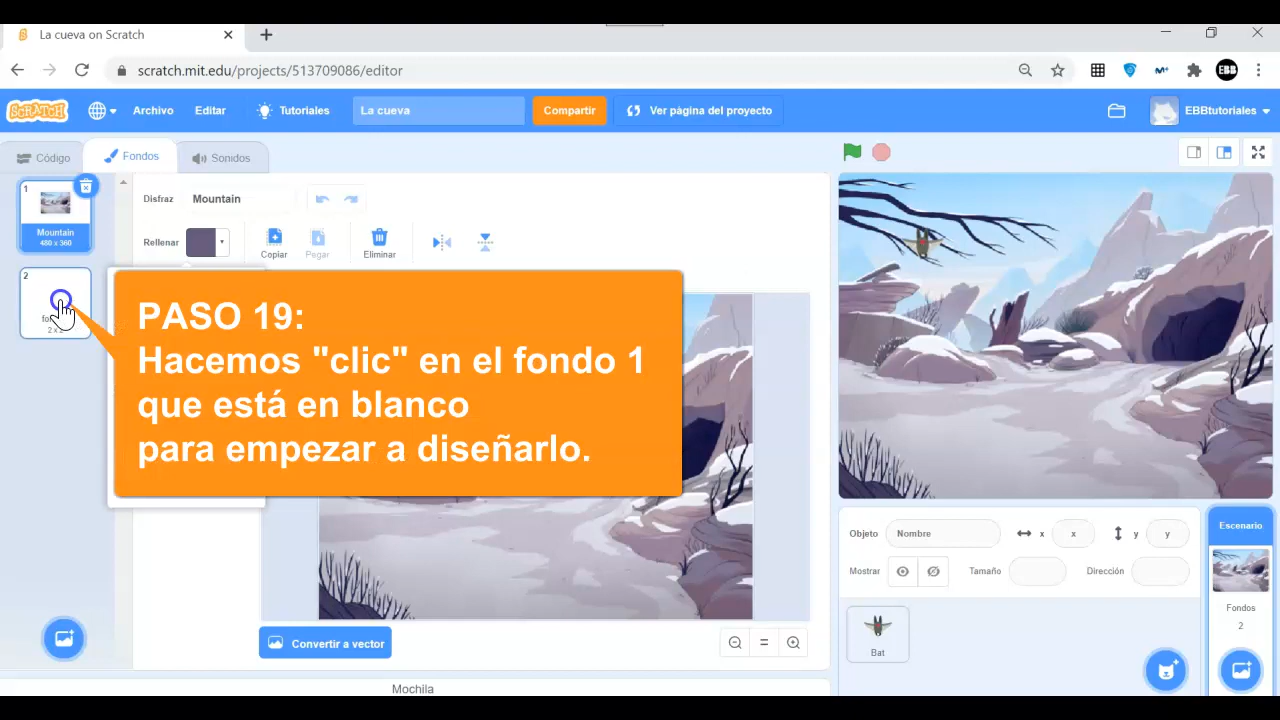 La cueva on Scratch
scratch.mit.edu/projects/513709086/editor
EBB
SCRATCH
Archivo
Editar
Tutoriales
La cueva
Compartir
Ver página del proyecto
EBBtutoriales
Código
Fondos
Sonidos
1
Mountain
480 x 360
Disfraz
Mountain
Rellenar
Copiar
Pegar
Eliminar
2
PASO 19:
Hacemos "clic" en el fondo 1
que está en blanco
para empezar a diseñarlo.
Convertir a vector
Mochila
Objeto
Nombre
x
x
y
y
Mostrar
Tamaño
Dirección
Bat
Escenario
Fondos
2